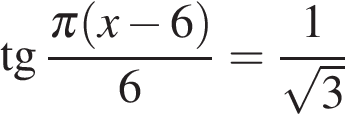 tg π(x − 6)/6 = 1/√3